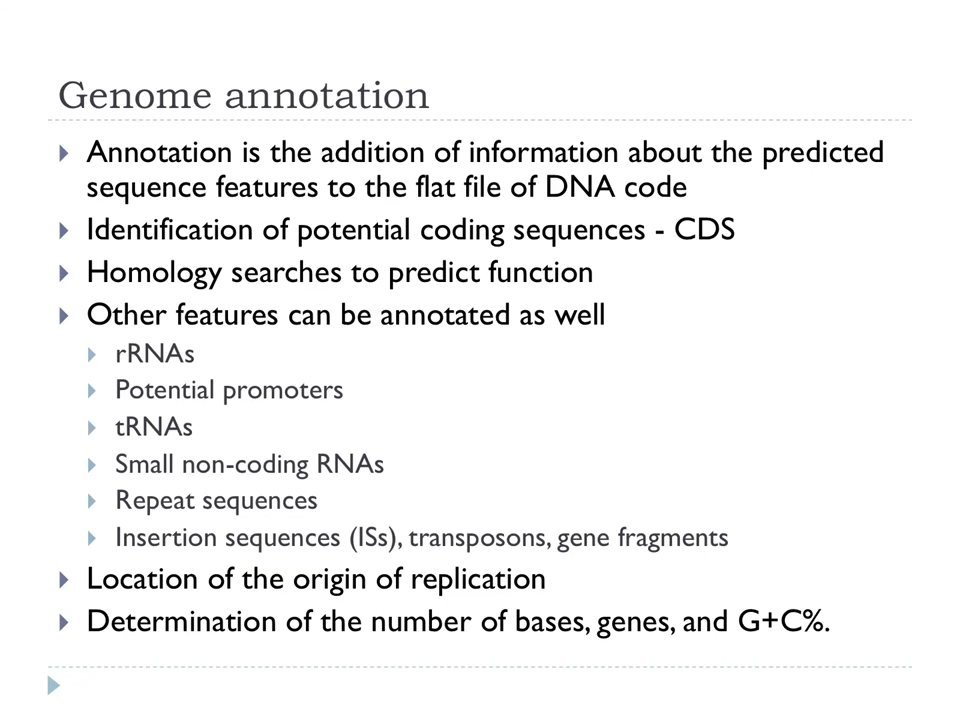 Genome annotation
Annotation is the addition of information about the predicted
sequence features to the flat file of DNA code
Identification of potential coding sequences - CDS
Homology searches to predict function
Other features can be annotated as well
rRNAs
Potential promoters
tRNAs
Small non-coding RNAs
Repeat sequences
Insertion sequences (ISs), transposons, gene fragments
Location of the origin of replication
Determination of the number of bases, genes, and G+C%.